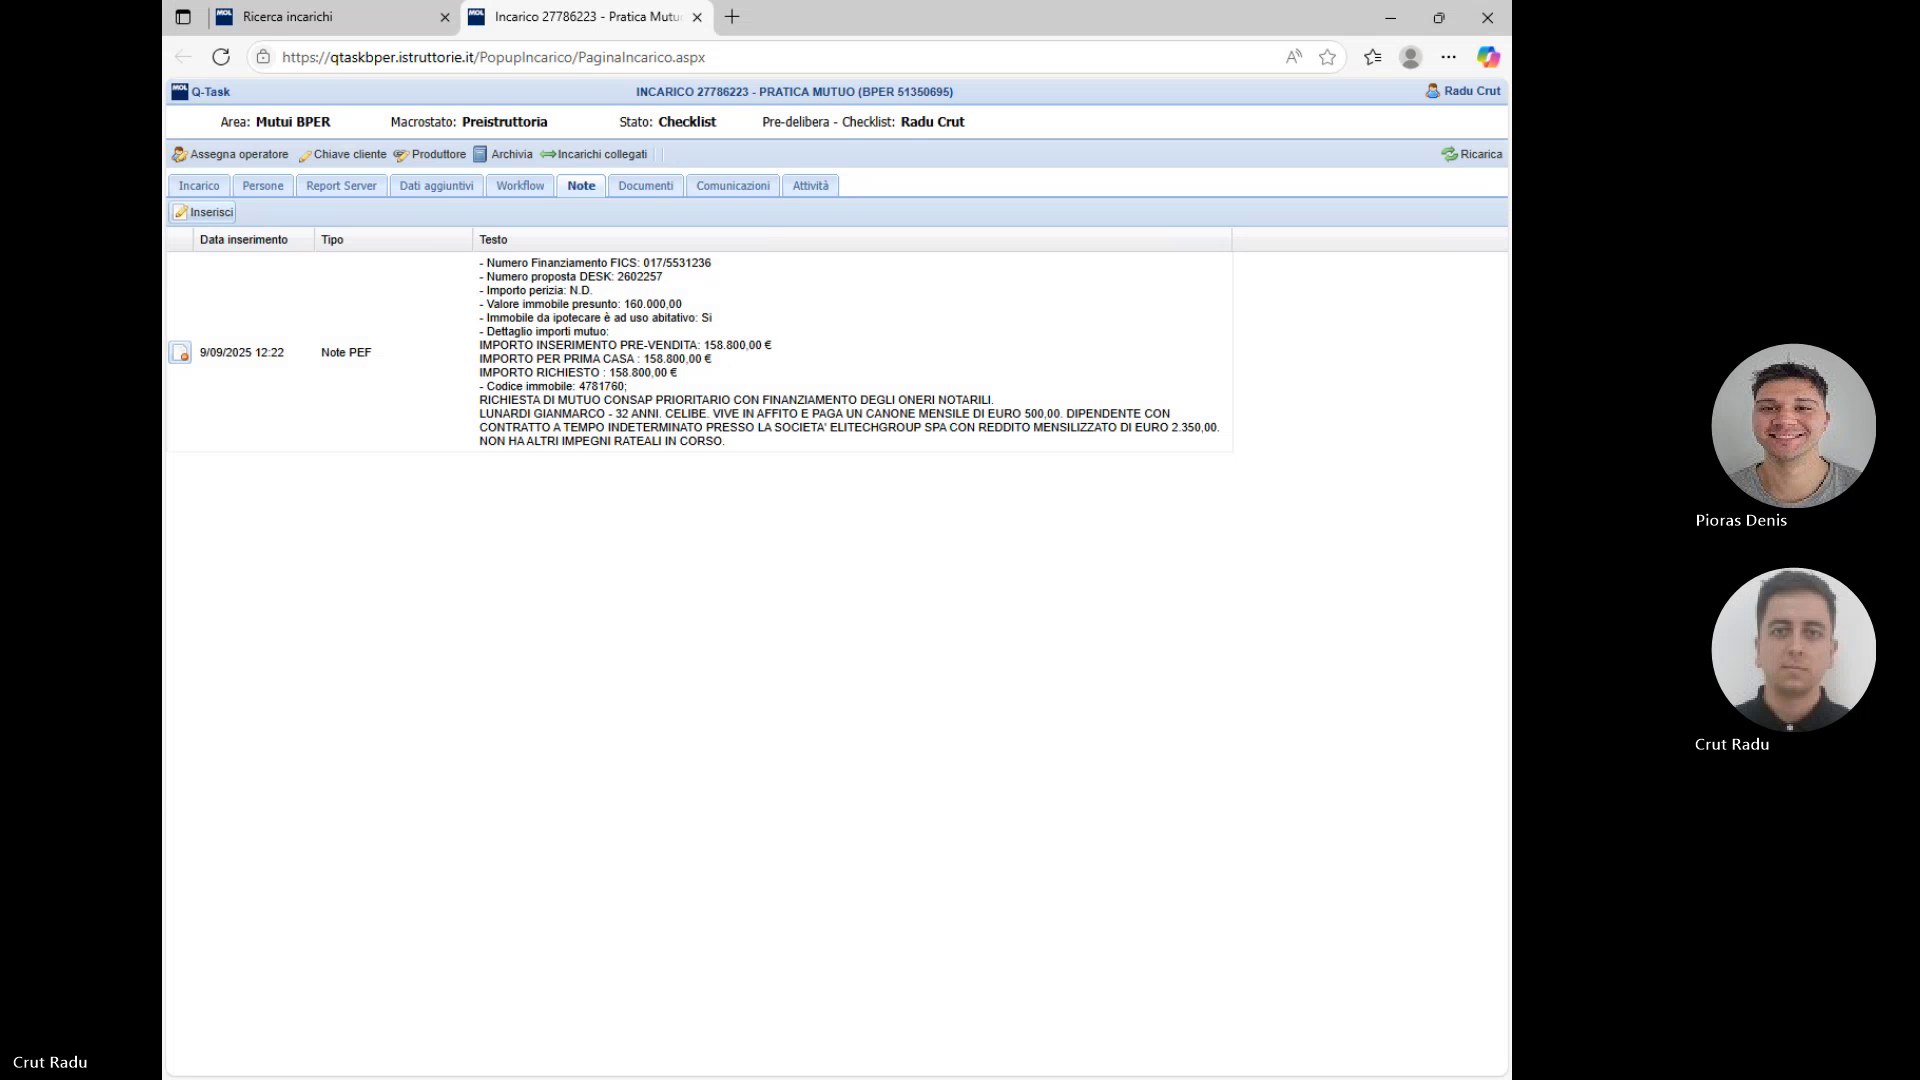 Ricerca incarichi
Incarico 27786223 - Pratica Mutu
https://qtaskbper.istruttorie.it/PopupIncarico/PaginaIncarico.aspx
MOL Q-Task
INCARICO 27786223 - PRATICA MUTUO (BPER 51350695)
Radu Crut
Area: Mutui BPER Macrostato: Preistruttoria Stato: Checklist Pre-delibera - Checklist: Radu Crut
Assegna operatore Chiave cliente Produttore Archivia Incarichi collegati Ricarica
Incarico Persone Report Server Dati aggiuntivi Workflow Note Documenti Comunicazioni Attività
Inserisci
Data inserimento Tipo Testo
- Numero Finanziamento FICS: 017/5531236
- Numero proposta DESK: 2602257
- Importo perizia: N.D.
- Valore immobile presunto: 160.000,00
- Immobile da ipotecare è ad uso abitativo: Si
- Dettaglio importi mutuo:
IMPORTO INSERIMENTO PRE-VENDITA: 158.800,00 €
9/09/2025 12:22 Note PEF
IMPORTO PER PRIMA CASA : 158.800,00 €
IMPORTO RICHIESTO : 158.800,00 €
- Codice immobile: 4781760;
RICHIESTA DI MUTUO CONSAP PRIORITARIO CON FINANZIAMENTO DEGLI ONERI NOTARILI.
LUNARDI GIANMARCO - 32 ANNI. CELIBE. VIVE IN AFFITO E PAGA UN CANONE MENSILE DI EURO 500,00. DIPENDENTE CON
CONTRATTO A TEMPO INDETERMINATO PRESSO LA SOCIETA' ELITECHGROUP SPA CON REDDITO MENSILIZZATO DI EURO 2.350,00.
NON HA ALTRI IMPEGNI RATEALI IN CORSO.
Pioras Denis
Crut Radu
Crut Radu